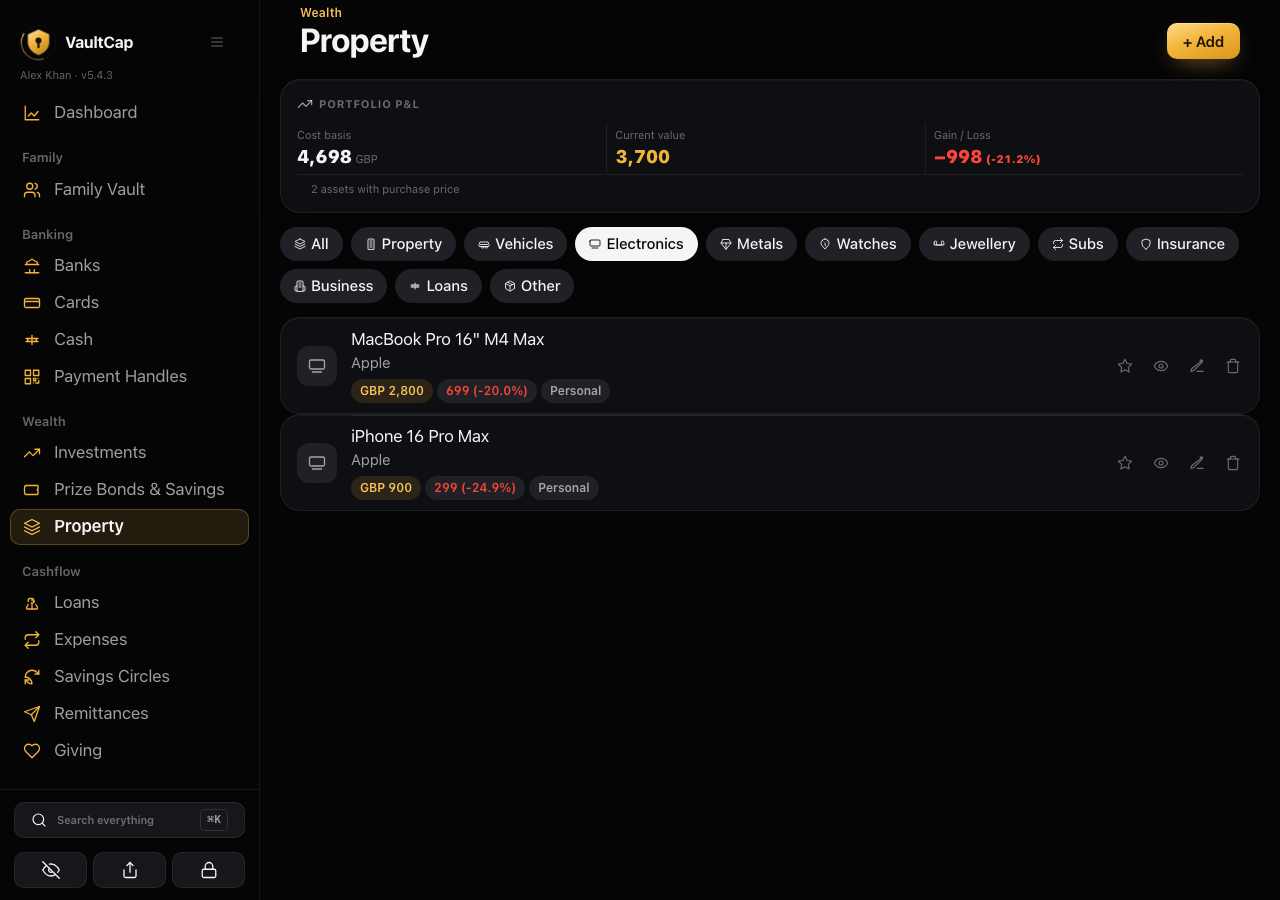 VaultCap
Alex Khan · v5.4.3
Dashboard
Family
Family Vault
Banking
Banks
Cards
Cash
Payment Handles
Wealth
Investments
Prize Bonds & Savings
Property
Cashflow
Loans
Expenses
Savings Circles
Remittances
Giving
Search everything ⌘K
Wealth
Property
+ Add
PORTFOLIO P&L
Cost basis
4,698 GBP
Current value
3,700
Gain / Loss
−998 (-21.2%)
2 assets with purchase price
All Property Vehicles Electronics Metals Watches Jewellery Subs Insurance
Business Loans Other
MacBook Pro 16" M4 Max
Apple
GBP 2,800 699 (-20.0%) Personal
iPhone 16 Pro Max
Apple
GBP 900 299 (-24.9%) Personal